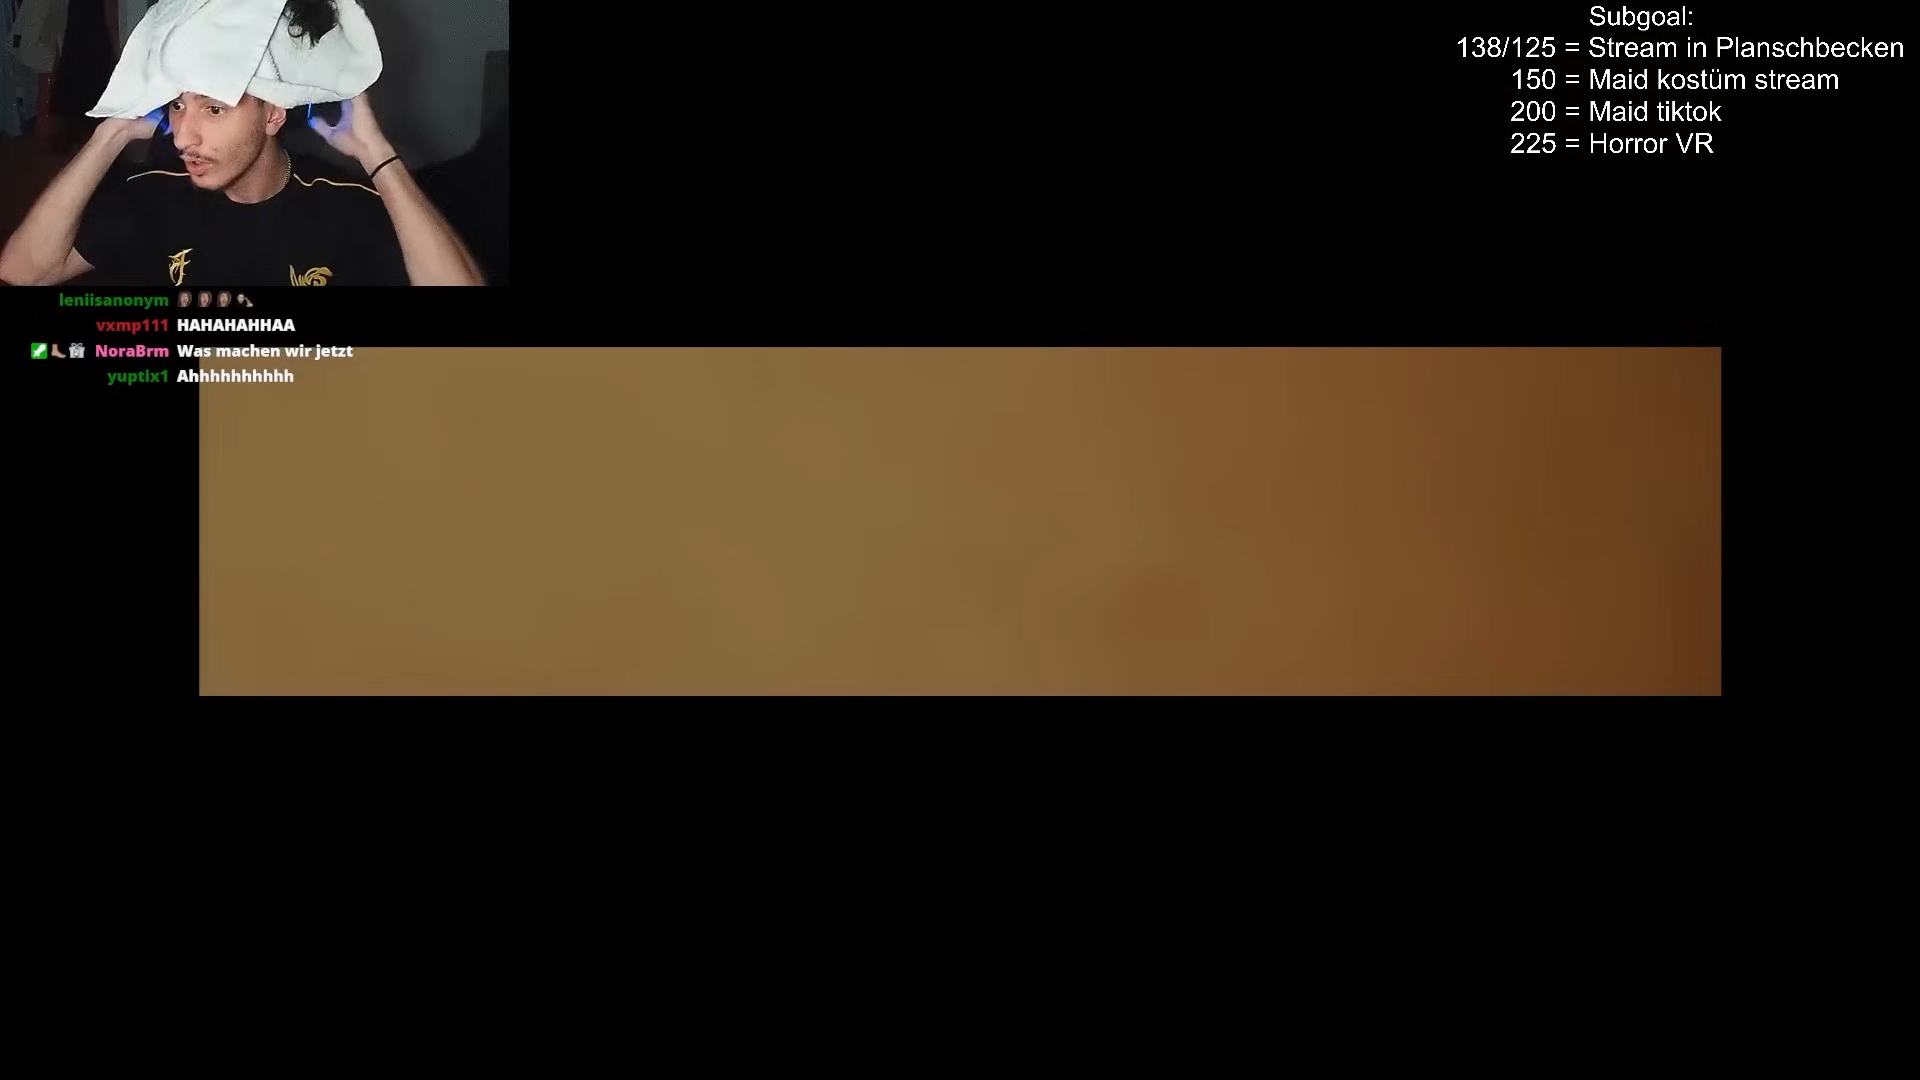 Subgoal:
138/125 = Stream in Planschbecken
150 = Maid kostüm stream
200 = Maid tiktok
225 = Horror VR
leniisanonym
vxmp111 HAHAHAHHAA
NoraBrm Was machen wir jetzt
yuptix1 Ahhhhhhhhhh